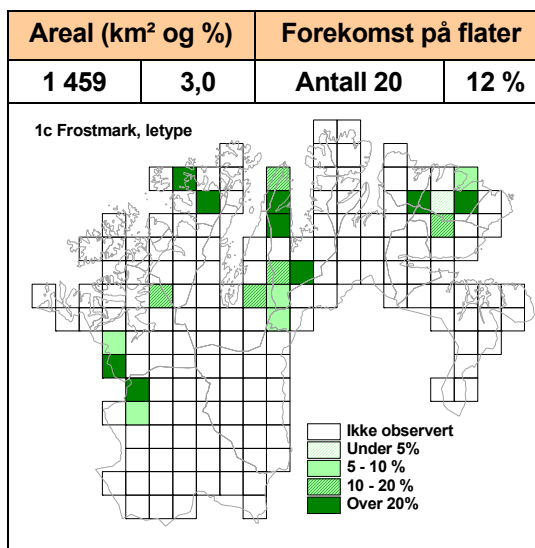 Areal (km² og %) Forekomst på flater
1 459 3,0 Antall 20 12 %
1c Frostmark, letype
Ikke observert
Under 5%
5 - 10 %
10 - 20 %
Over 20%